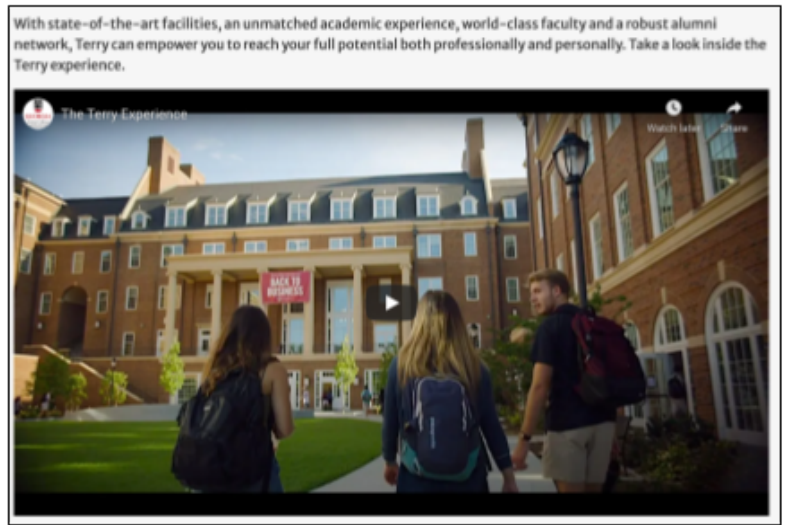 With state-of-the-art facilities, an unmatched academic experience, world-class faculty and a robust alumni
network, Terry can empower you to reach your full potential both professionally and personally. Take a look inside the
Terry experience.
The Terry Experience
Watch later
Share
BACK TO
BUSINESS